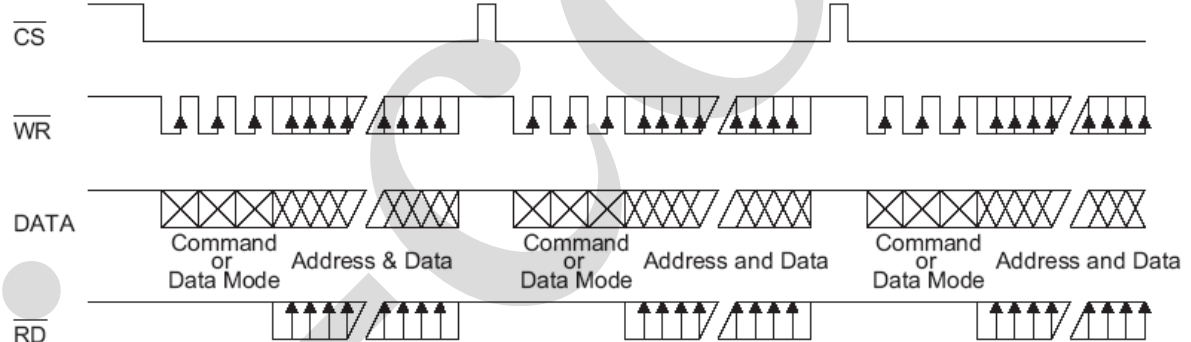 CS
WR
DATA
Command
or
Data Mode
Address & Data
Command
or
Data Mode
Address and Data
Command
or
Data Mode
Address and Data
RD